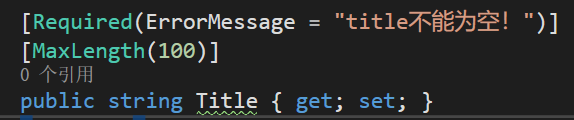 [Required(ErrorMessage = "title不能为空！")]
[MaxLength(100)]
0 个引用
public string Title { get; set; }